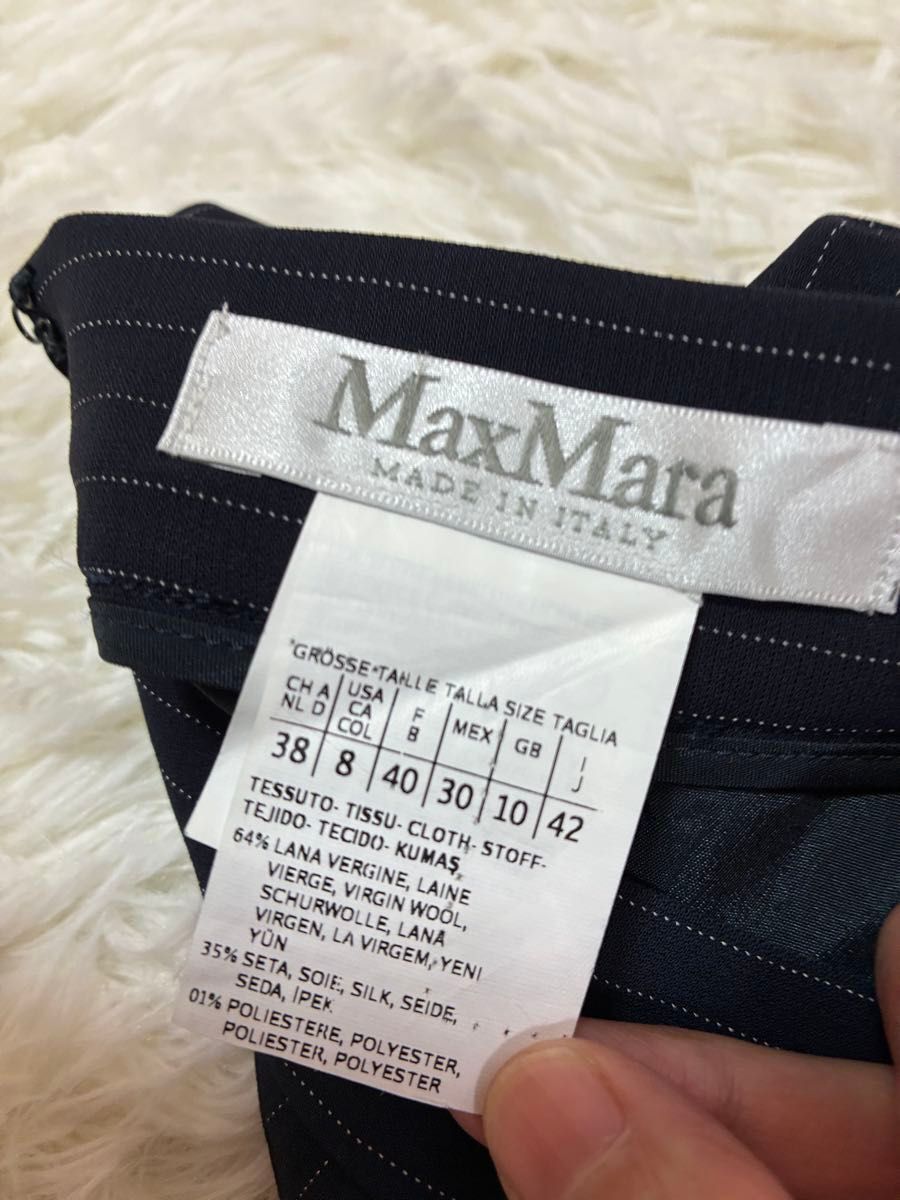 MaxMara
MADE IN ITALY
*GRÖSSE*TAILLE TALLA SIZE TAGLIA
CH A USA F MEX GB I
NL D CA B J
COL
38 8 40 30 10 42
TESSUTO- TISSU- CLOTH- STOFF-
TEJIDO- TECIDO- KUMAŞ
64% LANA VERGINE, LAINE
VIERGE, VIRGIN WOOL,
SCHURWOLLE, LANA
VIRGEN, LA VIRGEM, YENI
YÜN
35% SETA, SOIE, SILK, SEIDE,
SEDA, IPEK
01% POLIESTERE, POLYESTER,
POLIESTER, POLYESTER